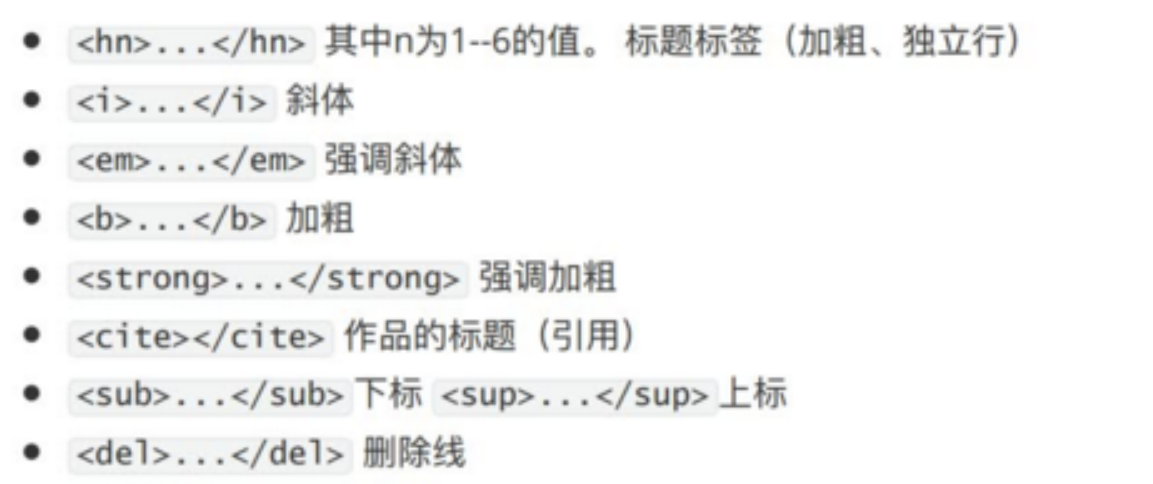 ● <hn>...</hn> 其中n为1--6的值。 标题标签（加粗、独立行）
● <i>...</i> 斜体
● <em>...</em> 强调斜体
● <b>...</b> 加粗
● <strong>...</strong> 强调加粗
● <cite></cite> 作品的标题（引用）
● <sub>...</sub>下标 <sup>...</sup>上标
● <del>...</del> 删除线